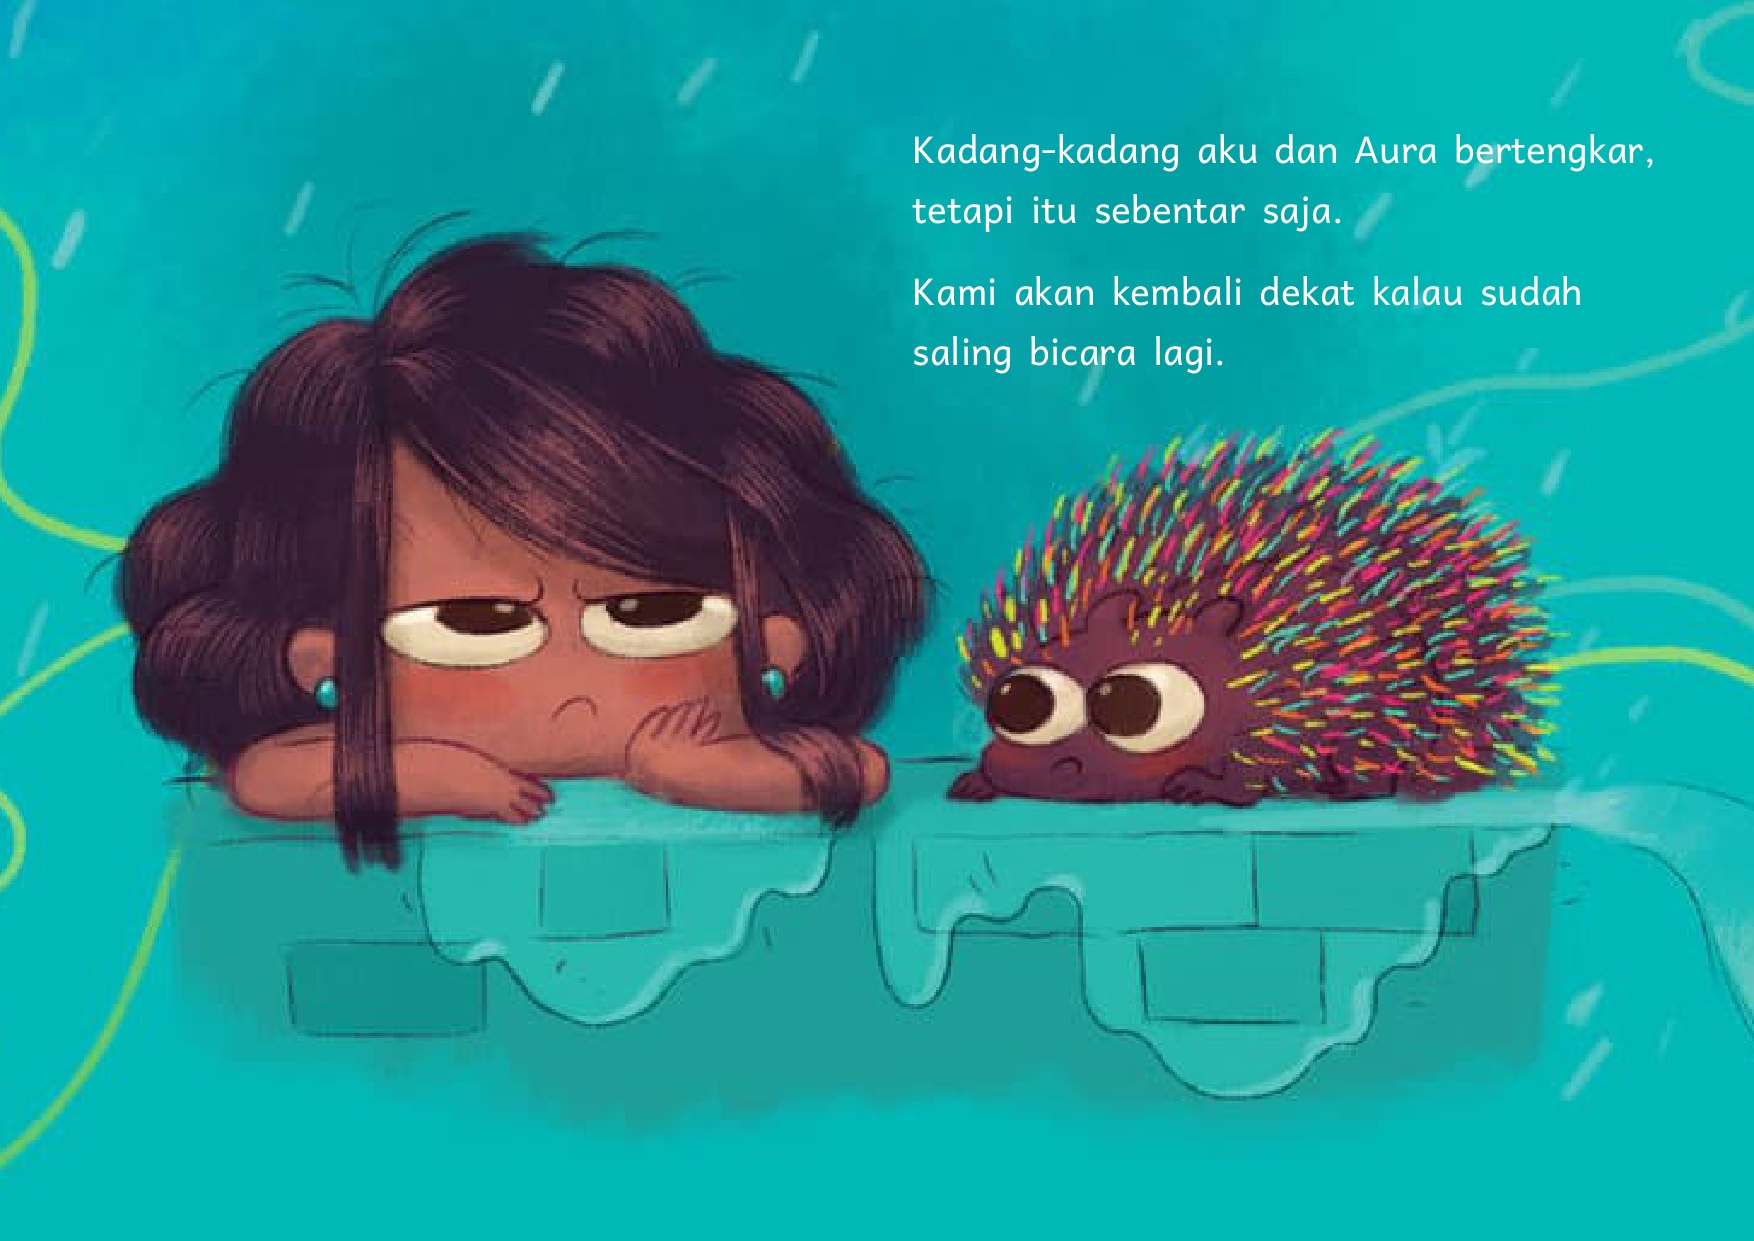 Kadang-kadang aku dan Aura bertengkar,
tetapi itu sebentar saja.
Kami akan kembali dekat kalau sudah
saling bicara lagi.